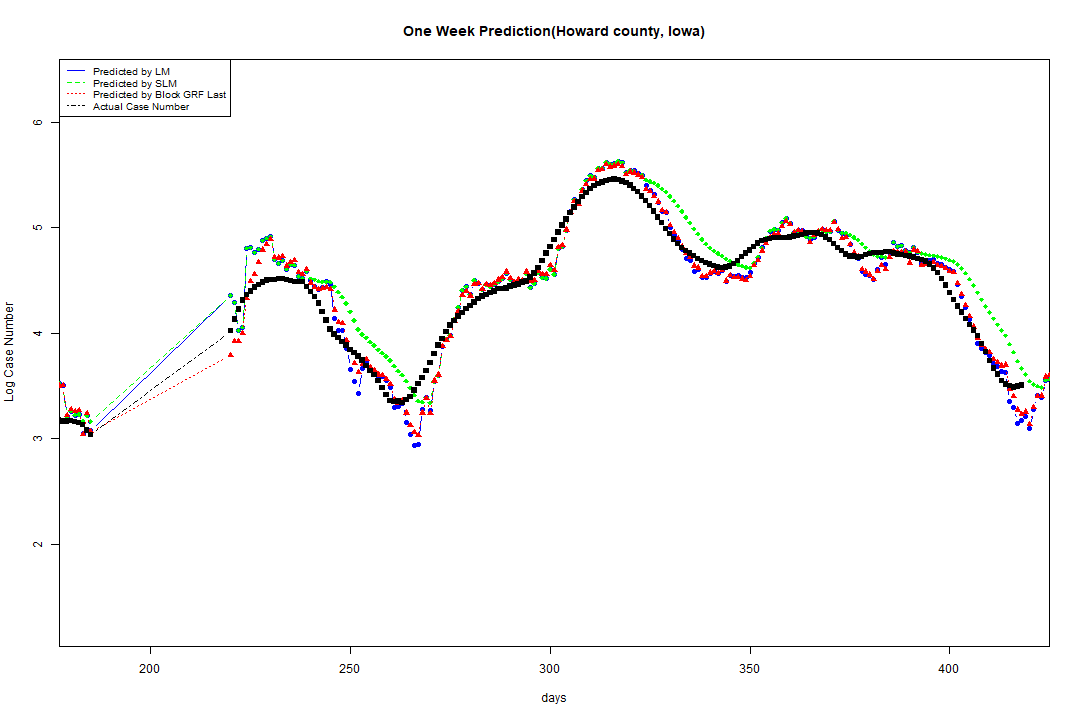 One Week Prediction(Howard county, Iowa)
Predicted by LM
Predicted by SLM
Predicted by Block GRF Last
Actual Case Number
6
5
4
3
2
Log Case Number
200 250 300 350 400
days